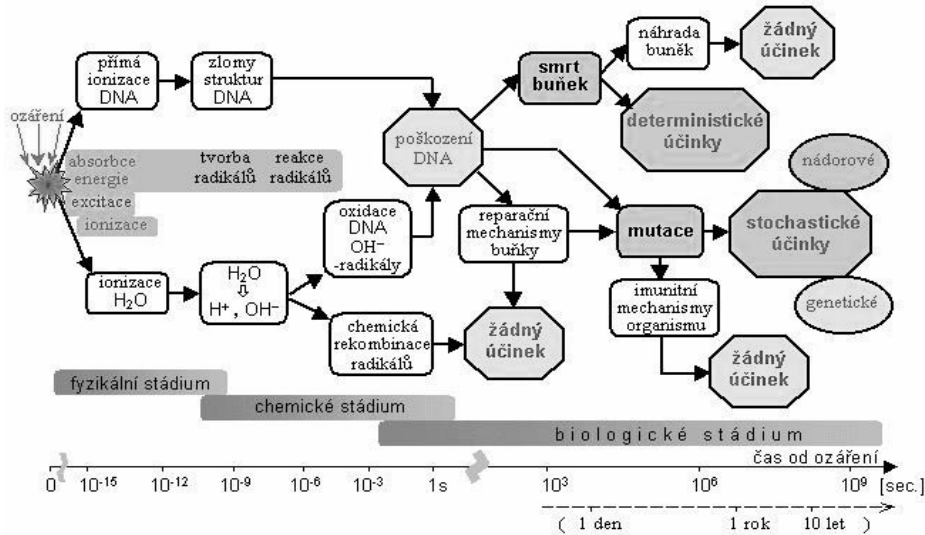 ozáření
přímá
ionizace
DNA
zlomy
struktur
DNA
absorbce
energie
excitace
ionizace
tvorba
radikálů
reakce
radikálů
ionizace
H₂O
H₂O
⇩
H⁺ , OH⁻
oxidace
DNA
OH⁻
-radikály
chemická
rekombinace
radikálů
poškození
DNA
smrt
buňek
náhrada
buněk
žádný
účinek
deterministické
účinky
reparační
mechanismy
buňky
žádný
účinek
mutace
imunitní
mechanismy
organismu
žádný
účinek
nádorové
stochastické
účinky
genetické
fyzikální stádium
chemické stádium
biologické stádium
čas od ozáření
0 10⁻¹⁵ 10⁻¹² 10⁻⁹ 10⁻⁶ 10⁻³ 1s 10³ 10⁶ 10⁹ [sec.]
( 1 den 1 rok 10 let )